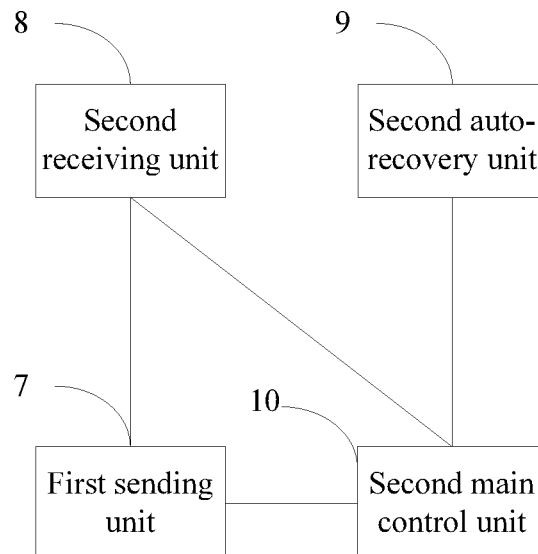 8
9
Second
receiving unit
Second auto-
recovery unit
7
10
First sending
unit
Second main
control unit